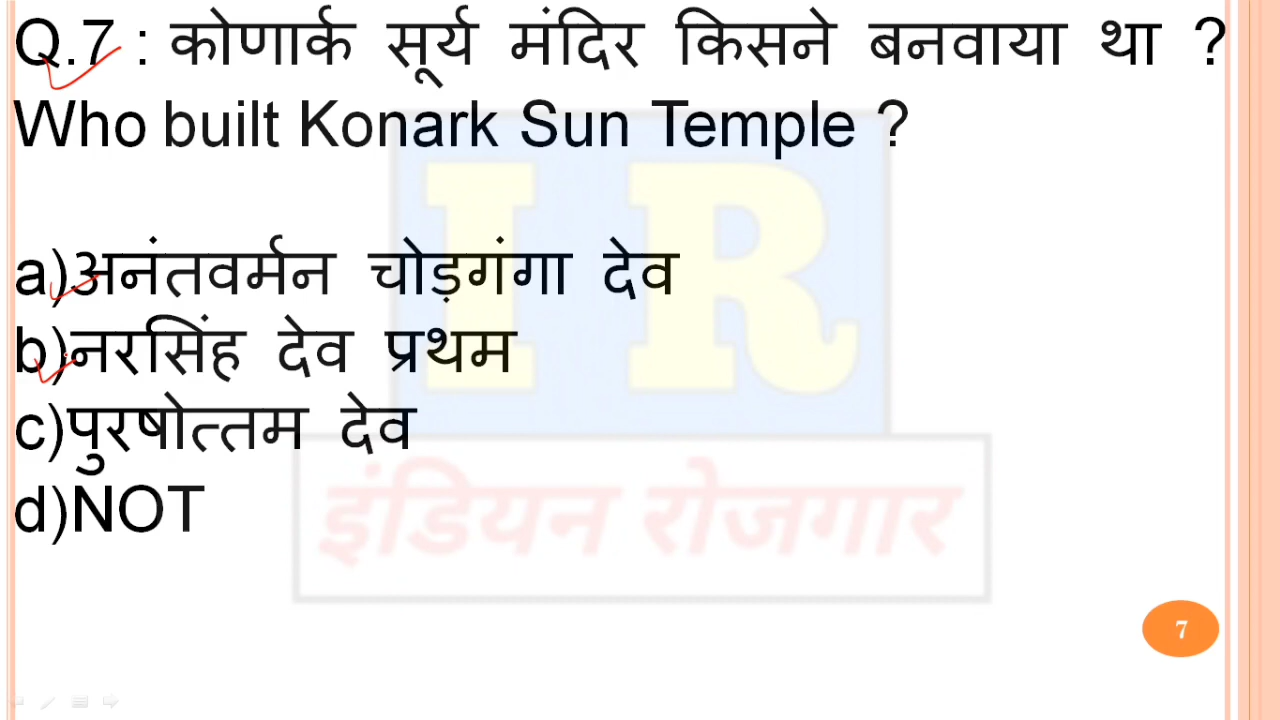 Q.7 : कोणार्क सूर्य मंदिर किसने बनवाया था ?
Who built Konark Sun Temple ?
a)अनंतवर्मन चोड़गंगा देव
b)नरसिंह देव प्रथम
c)पुरषोत्तम देव
d)NOT
I R
इंडियन रोजगार
7